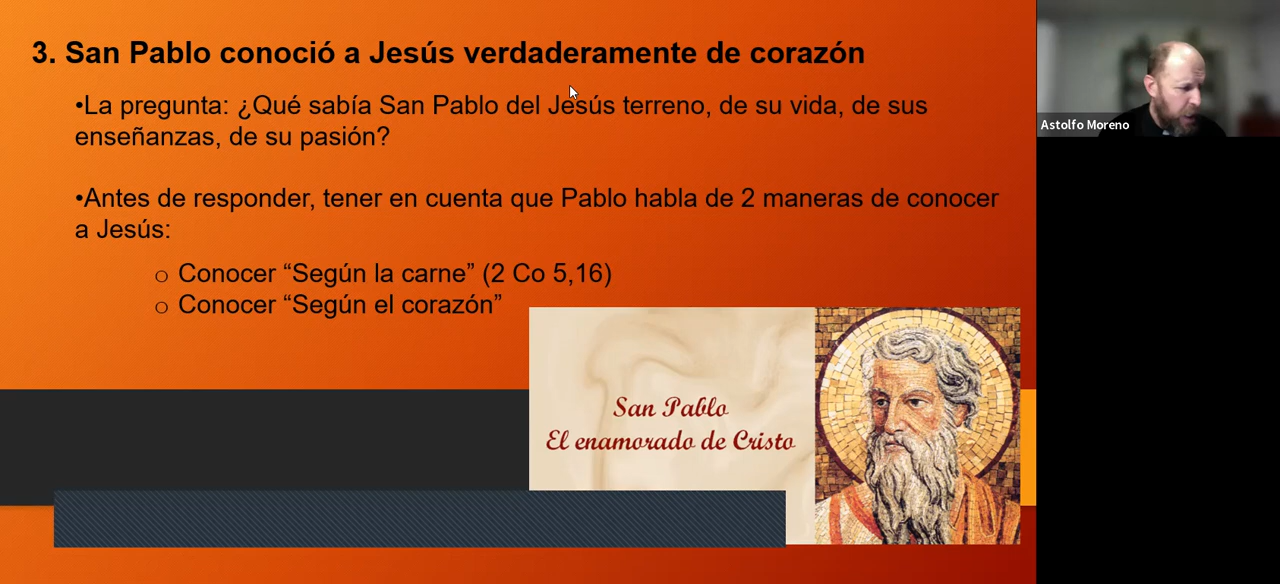 3. San Pablo conoció a Jesús verdaderamente de corazón
•La pregunta: ¿Qué sabía San Pablo del Jesús terreno, de su vida, de sus
enseñanzas, de su pasión?
•Antes de responder, tener en cuenta que Pablo habla de 2 maneras de conocer
a Jesús:
o Conocer “Según la carne” (2 Co 5,16)
o Conocer “Según el corazón”
San Pablo
El enamorado de Cristo
Astolfo Moreno